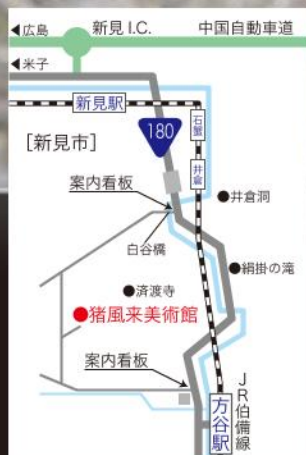 ◀広島
新見I.C.
中国自動車道
◀米子
新見駅
石蟹
180
[新見市]
井倉
案内看板
●井倉洞
白谷橋
●絹掛の滝
●済渡寺
●猪風来美術館
案内看板
JR伯備線
方谷駅